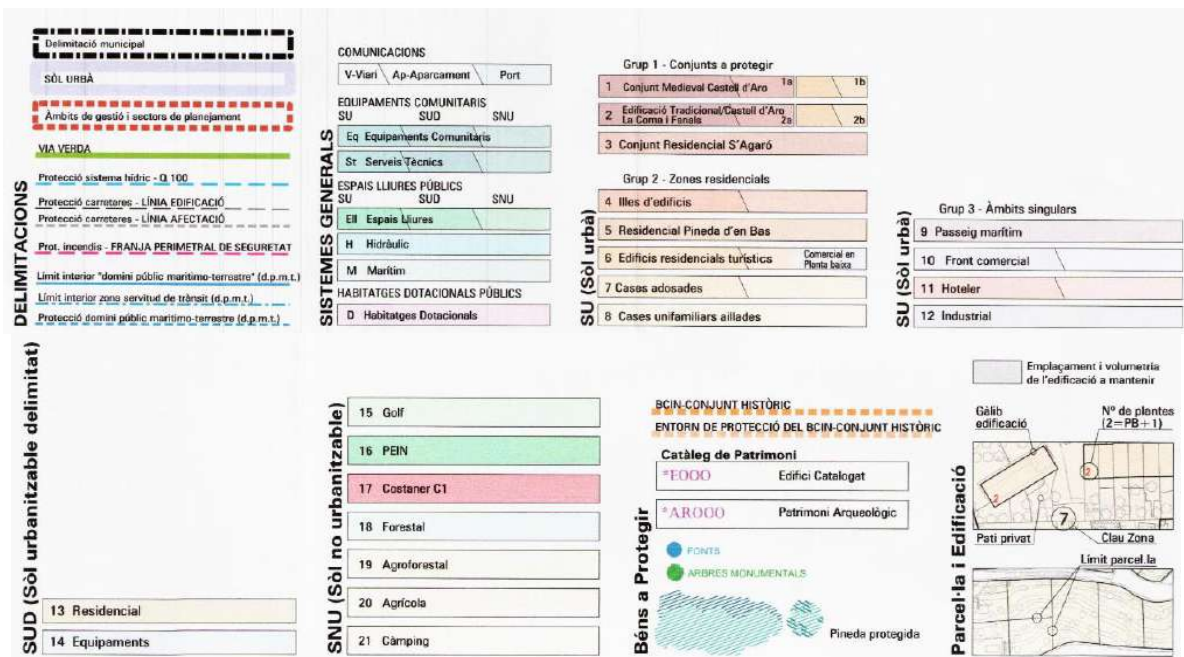 DELIMITACIONS
Delimitació municipal
SÒL URBÀ
Àmbits de gestió i sectors de planejament
VIA VERDA
Protecció sistema hídric - Q 100
Protecció carreteres - LÍNIA EDIFICACIÓ
Protecció carreteres - LÍNIA AFECTACIÓ
Prot. incendis - FRANJA PERIMETRAL DE SEGURETAT
Límit interior "domini públic marítimo-terrestre" (d.p.m.t.)
Límit interior zona servitud de trànsit (d.p.m.t.)
Protecció domini públic marítimo-terrestre (d.p.m.t.)
SISTEMES GENERALS
COMUNICACIONS
V-Viari Ap-Aparcament Port
EQUIPAMENTS COMUNITARIS
SU SUD SNU
Eq Equipaments Comunitaris
St Serveis Tècnics
ESPAIS LLIURES PÚBLICS
SU SUD SNU
Ell Espais Lliures
H Hidràulic
M Marítim
HABITATGES DOTACIONALS PÚBLICS
D Habitatges Dotacionals
SU (Sòl urbà)
Grup 1 - Conjunts a protegir
1 Conjunt Medieval Castell d'Aro 1a 1b
2 Edificació Tradicional/Castell d'Aro
La Coma i Fanals 2a 2b
3 Conjunt Residencial S'Agaró
Grup 2 - Zones residencials
4 Illes d'edificis
5 Residencial Pineda d'en Bas
6 Edificis residencials turístics Comercial en
Planta baixa
7 Cases adosades
8 Cases unifamiliars aillades
SU (Sòl urbà)
Grup 3 - Àmbits singulars
9 Passeig marítim
10 Front comercial
11 Hoteler
12 Industrial
SUD (Sòl urbanitzable delimitat)
13 Residencial
14 Equipaments
SNU (Sòl no urbanitzable)
15 Golf
16 PEIN
17 Costaner C1
18 Forestal
19 Agroforestal
20 Agrícola
21 Càmping
Béns a Protegir
BCIN-CONJUNT HISTÒRIC
ENTORN DE PROTECCIÓ DEL BCIN-CONJUNT HISTÒRIC
Catàleg de Patrimoni
*E000 Edifici Catalogat
*AR000 Patrimoni Arqueològic
FONTS
ARBRES MONUMENTALS
Pineda protegida
Parcel·la i Edificació
Emplaçament i volumetria
de l'edificació a mantenir
Gàlib
edificació
Nº de plantes
(2=PB+1)
2
2
7
Pati privat
Clau Zona
Límit parcel.la